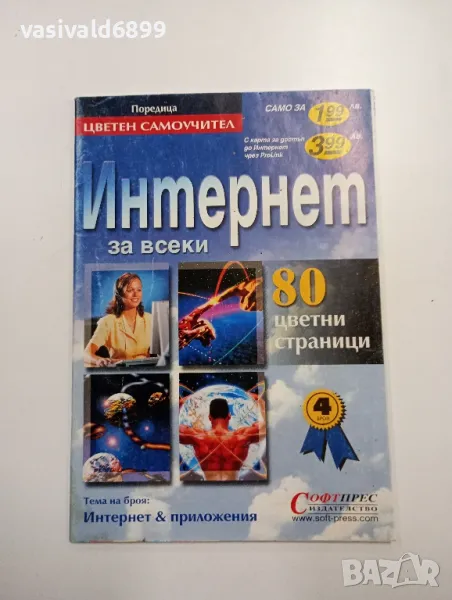 vasivald6899
Поредица
ЦВЕТЕН САМОУЧИТЕЛ
САМО ЗА 1.99 лв.
С карта за достъп
до Интернет
чрез ProLink
3.99 лв.
Интернет
за всеки
80
цветни
страници
4
Тема на броя:
Интернет & приложения
СОФТПРЕС
ИЗДАТЕЛСТВО
www.soft-press.com
BAZAR